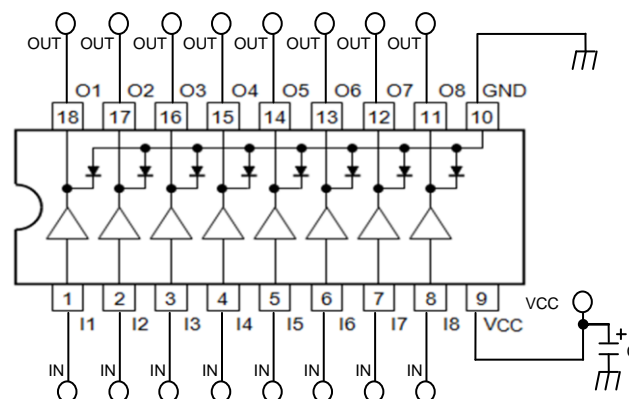 OUT OUT OUT OUT OUT OUT OUT OUT
O1 O2 O3 O4 O5 O6 O7 O8 GND
18 17 16 15 14 13 12 11 10
1 2 3 4 5 6 7 8 9
I1 I2 I3 I4 I5 I6 I7 I8 VCC
VCC
+
IN IN IN IN IN IN IN IN